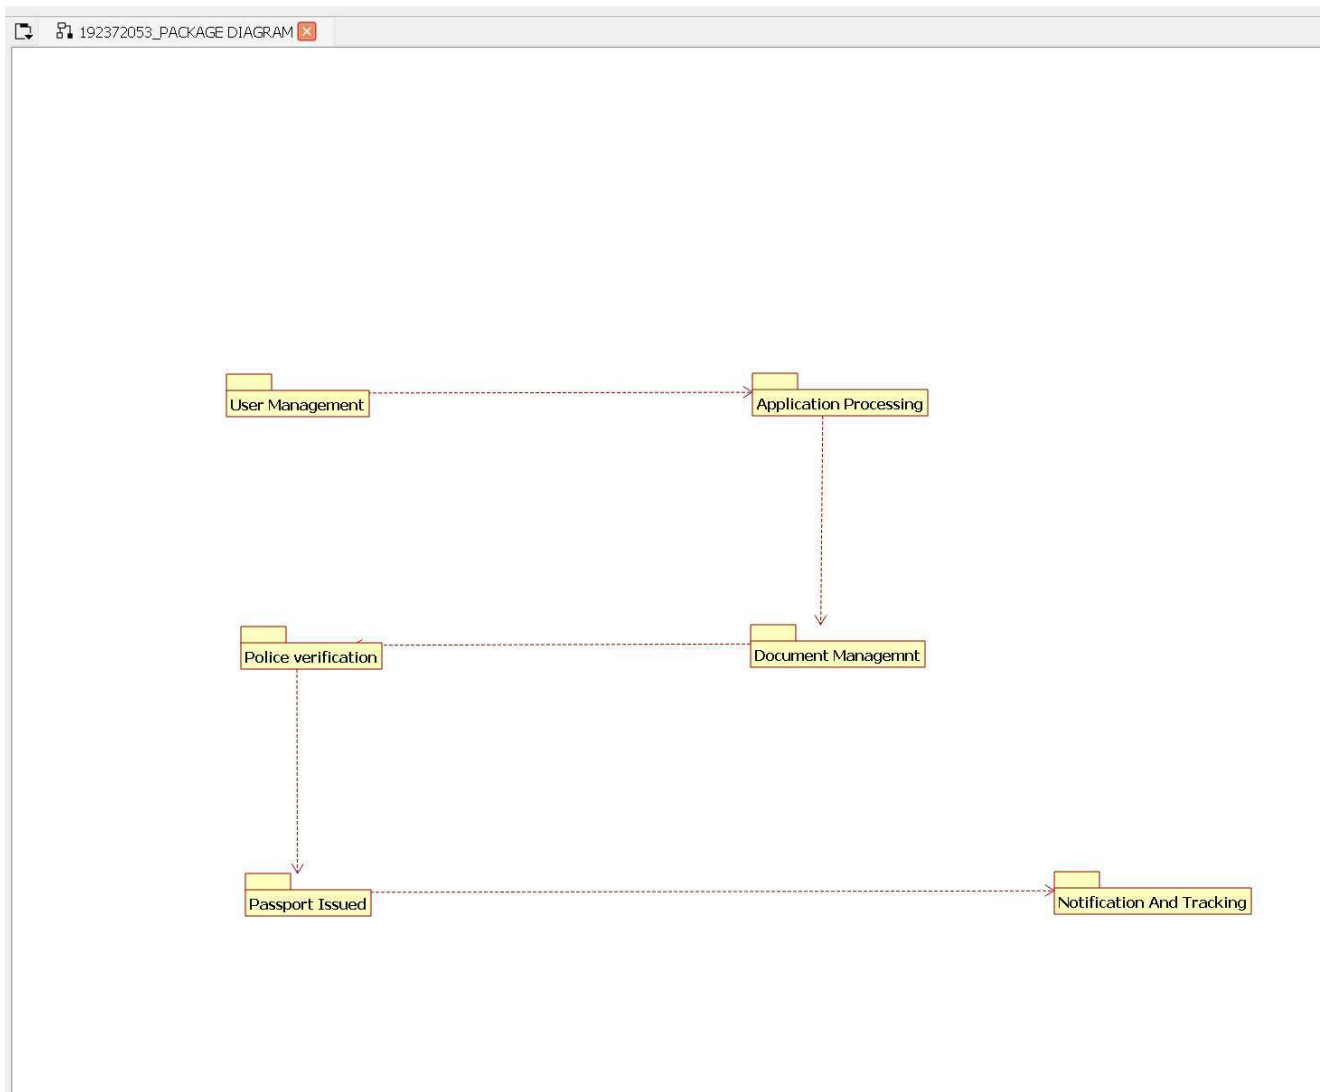 192372053_PACKAGE DIAGRAM
User Management
Application Processing
Police verification
Document Managemnt
Passport Issued
Notification And Tracking